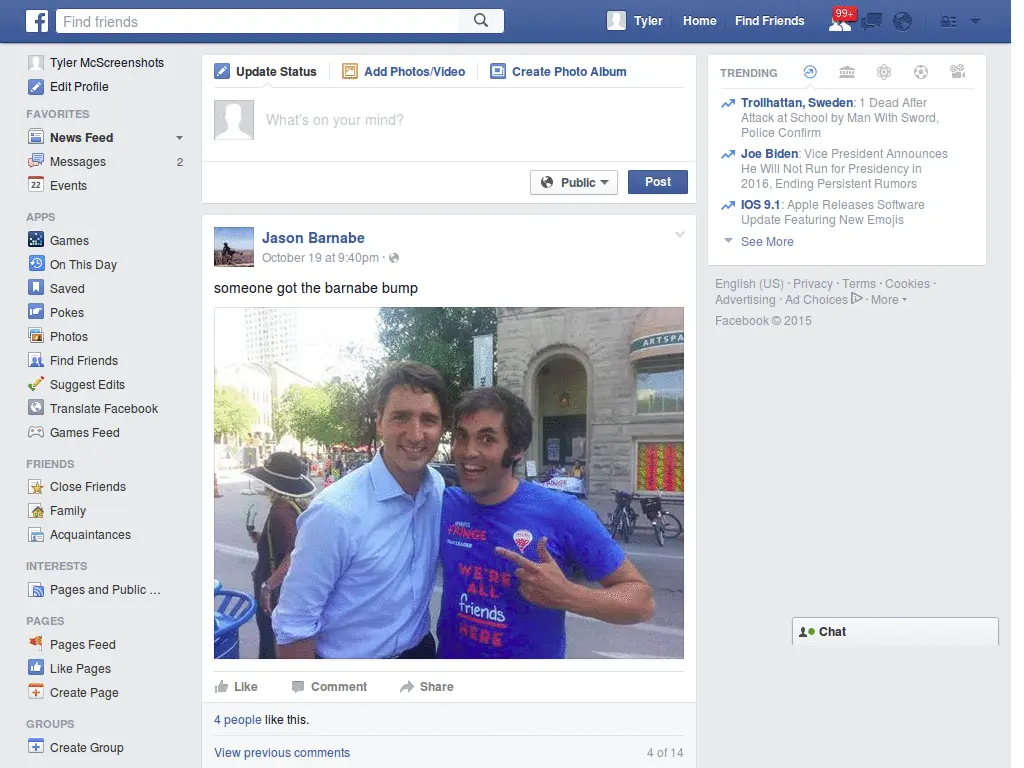 f
Find friends
Tyler
Home
Find Friends
99+
Tyler McScreenshots
Edit Profile
FAVORITES
News Feed
Messages
2
22
Events
APPS
Games
On This Day
Saved
Pokes
Photos
Find Friends
Suggest Edits
Translate Facebook
Games Feed
FRIENDS
Close Friends
Family
Acquaintances
INTERESTS
Pages and Public ...
PAGES
Pages Feed
Like Pages
Create Page
GROUPS
Create Group
Update Status
Add Photos/Video
Create Photo Album
What's on your mind?
Public
Post
Jason Barnabe
October 19 at 9:40pm ·
someone got the barnabe bump
ARTSPA
FRINGE
TEAM LEADER
WE'RE
ALL
friends
HERE
Like
Comment
Share
4 people like this.
View previous comments
4 of 14
TRENDING
Trollhattan, Sweden: 1 Dead After
Attack at School by Man With Sword,
Police Confirm
Joe Biden: Vice President Announces
He Will Not Run for Presidency in
2016, Ending Persistent Rumors
IOS 9.1: Apple Releases Software
Update Featuring New Emojis
See More
English (US) · Privacy · Terms · Cookies ·
Advertising · Ad Choices · More
Facebook © 2015
Chat